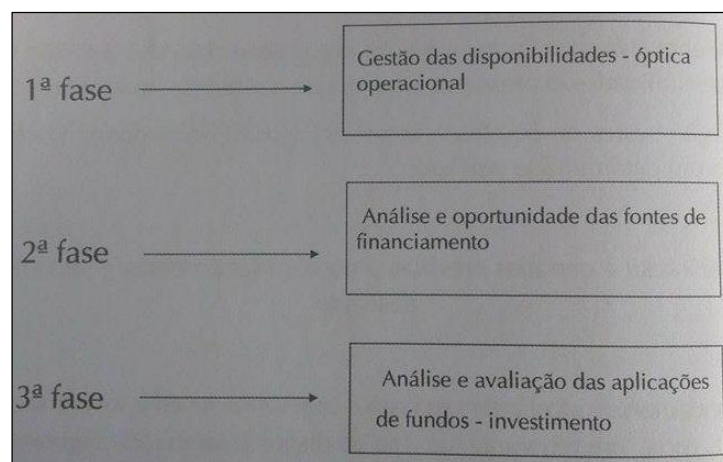 1ª fase
Gestão das disponibilidades - óptica
operacional
2ª fase
Análise e oportunidade das fontes de
financiamento
3ª fase
Análise e avaliação das aplicações
de fundos - investimento